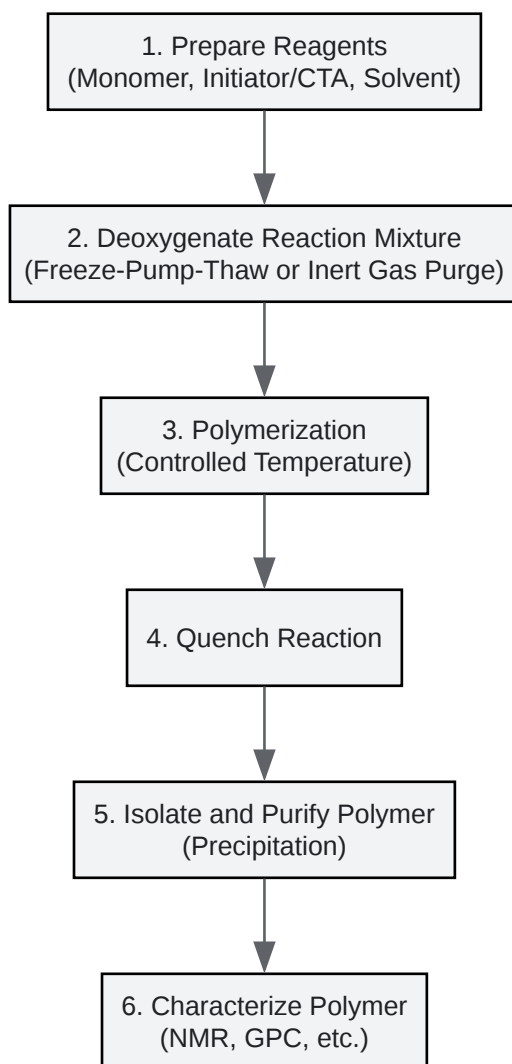 1. Prepare Reagents
(Monomer, Initiator/CTA, Solvent)
2. Deoxygenate Reaction Mixture
(Freeze-Pump-Thaw or Inert Gas Purge)
3. Polymerization
(Controlled Temperature)
4. Quench Reaction
5. Isolate and Purify Polymer
(Precipitation)
6. Characterize Polymer
(NMR, GPC, etc.)